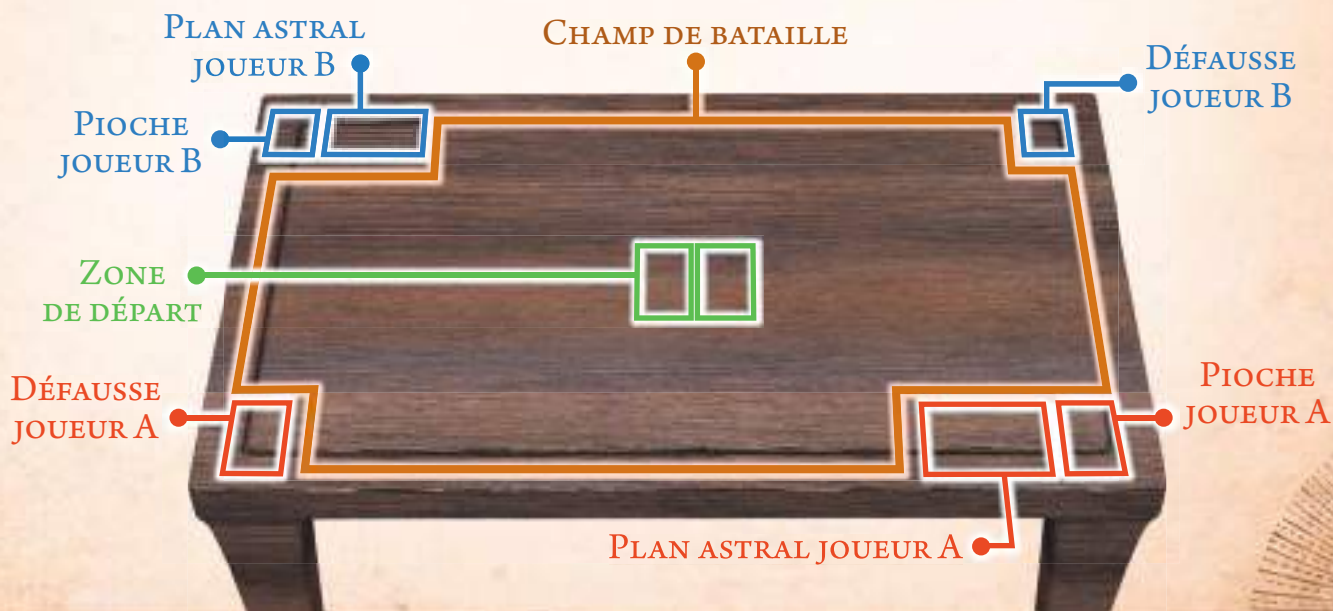 Plan astral
joueur B
Champ de bataille
Défausse
joueur B
Pioche
joueur B
Zone
de départ
Défausse
joueur A
Pioche
joueur A
Plan astral joueur A